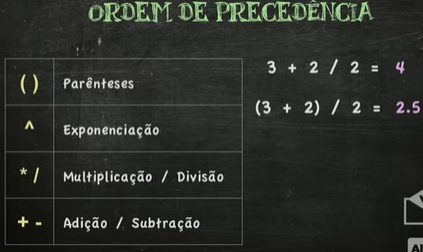 ORDEM DE PRECEDÊNCIA
( ) Parênteses
^ Exponenciação
* / Multiplicação / Divisão
+ - Adição / Subtração
3 + 2 / 2 = 4
(3 + 2) / 2 = 2.5